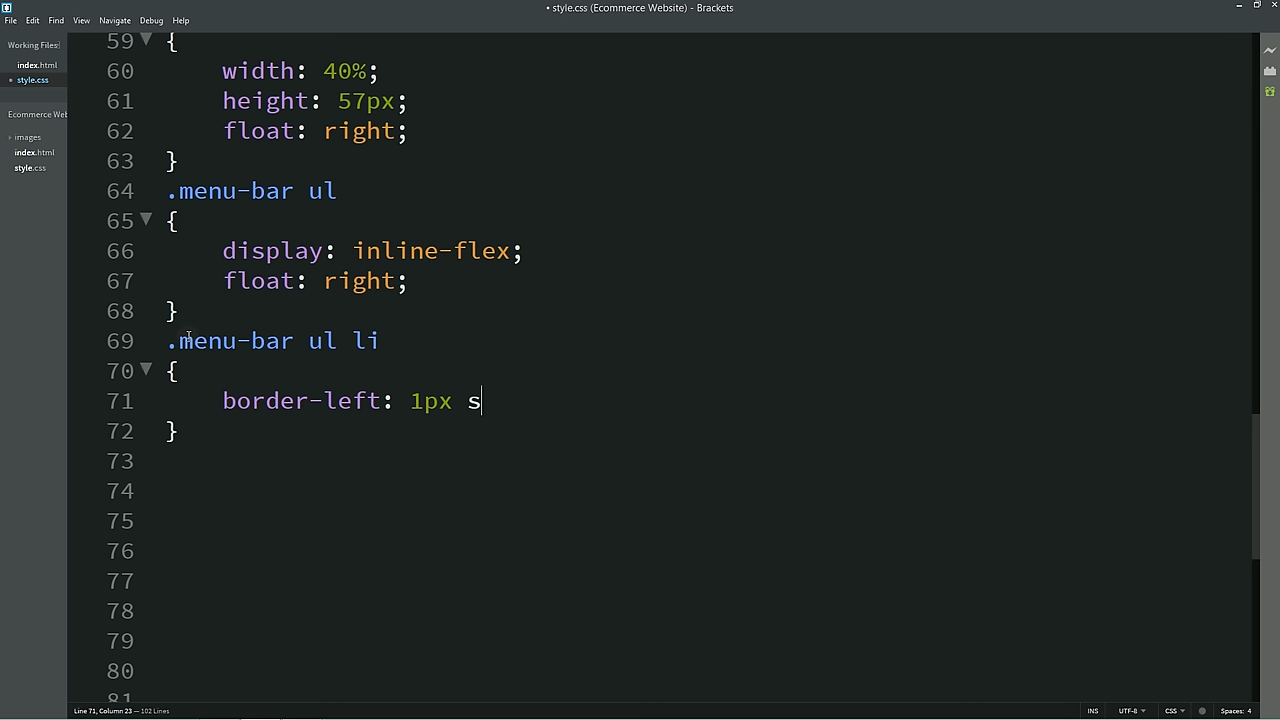 • style.css (Ecommerce Website) - Brackets
File Edit Find View Navigate Debug Help
Working Files
index.html
• style.css
Ecommerce Web
images
index.html
style.css
59 {
60 width: 40%;
61 height: 57px;
62 float: right;
63 }
64 .menu-bar ul
65 {
66 display: inline-flex;
67 float: right;
68 }
69 .menu-bar ul li
70 {
71 border-left: 1px s
72 }
73
74
75
76
77
78
79
80
81
Line 71, Column 23 — 102 Lines
INS UTF-8 CSS Spaces: 4